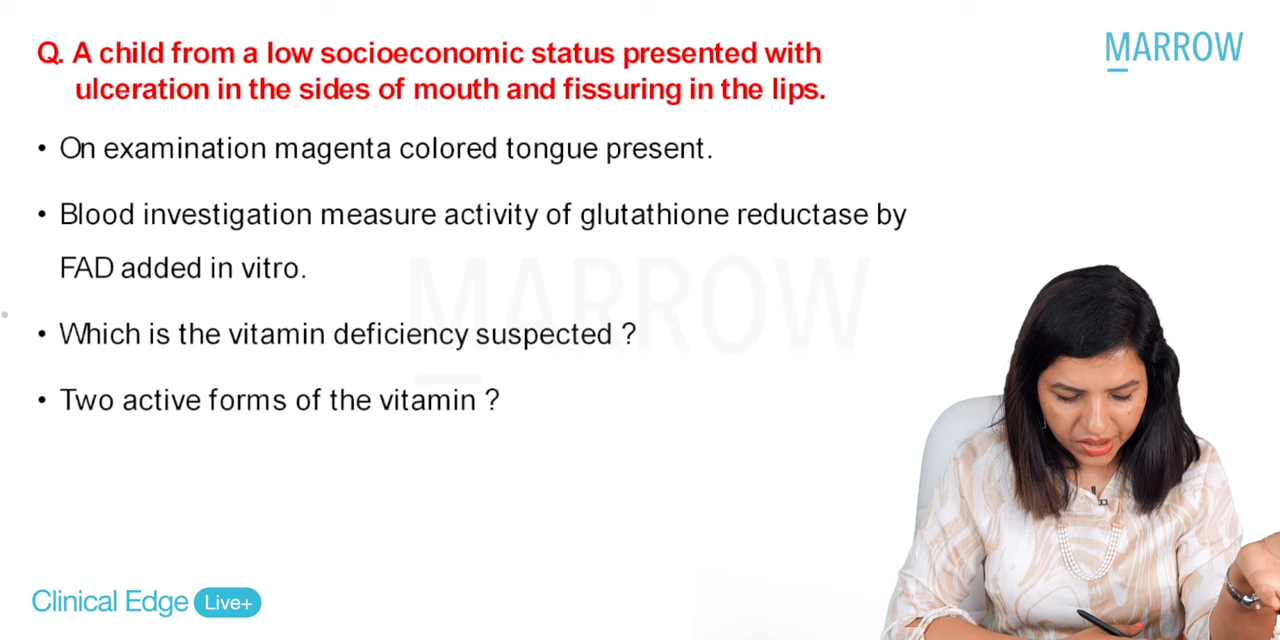 MARROW
Q. A child from a low socioeconomic status presented with
ulceration in the sides of mouth and fissuring in the lips.
• On examination magenta colored tongue present.
• Blood investigation measure activity of glutathione reductase by
FAD added in vitro.
MARROW
• Which is the vitamin deficiency suspected ?
• Two active forms of the vitamin ?
Clinical Edge Live+